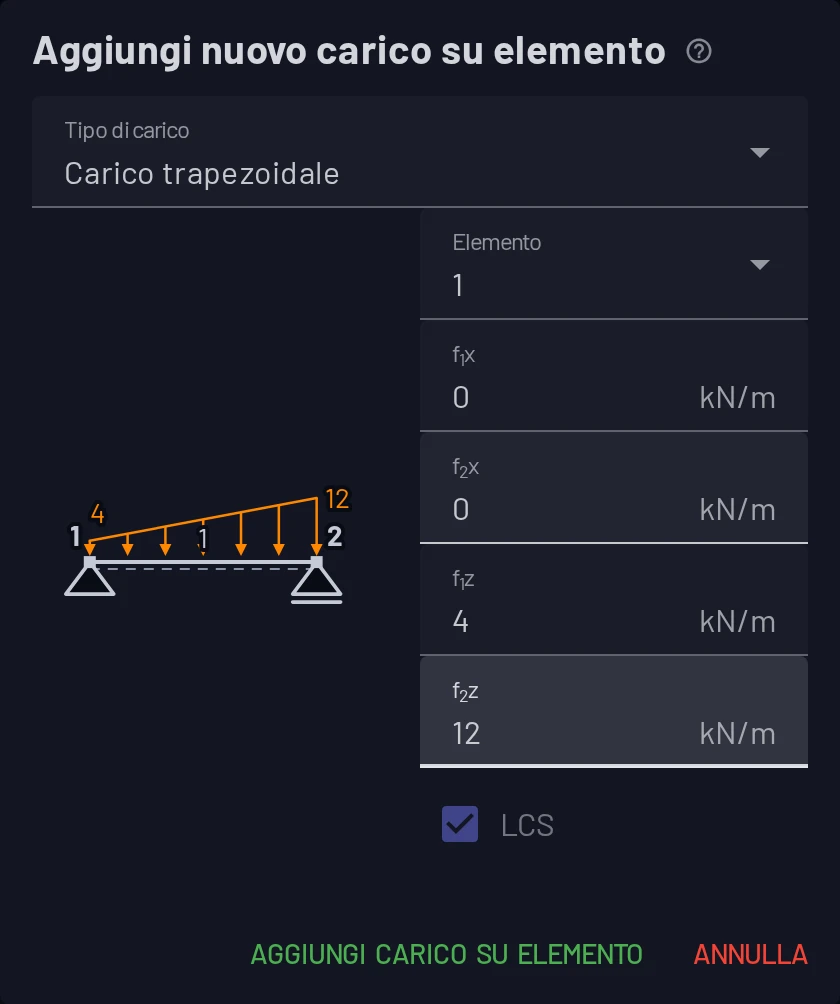 Aggiungi nuovo carico su elemento ?
Tipo di carico
Carico trapezoidale
Elemento
1
f₁x
0 kN/m
f₂x
0 kN/m
4
12
1
1
2
f₁z
4 kN/m
f₂z
12 kN/m
LCS
AGGIUNGI CARICO SU ELEMENTO ANNULLA